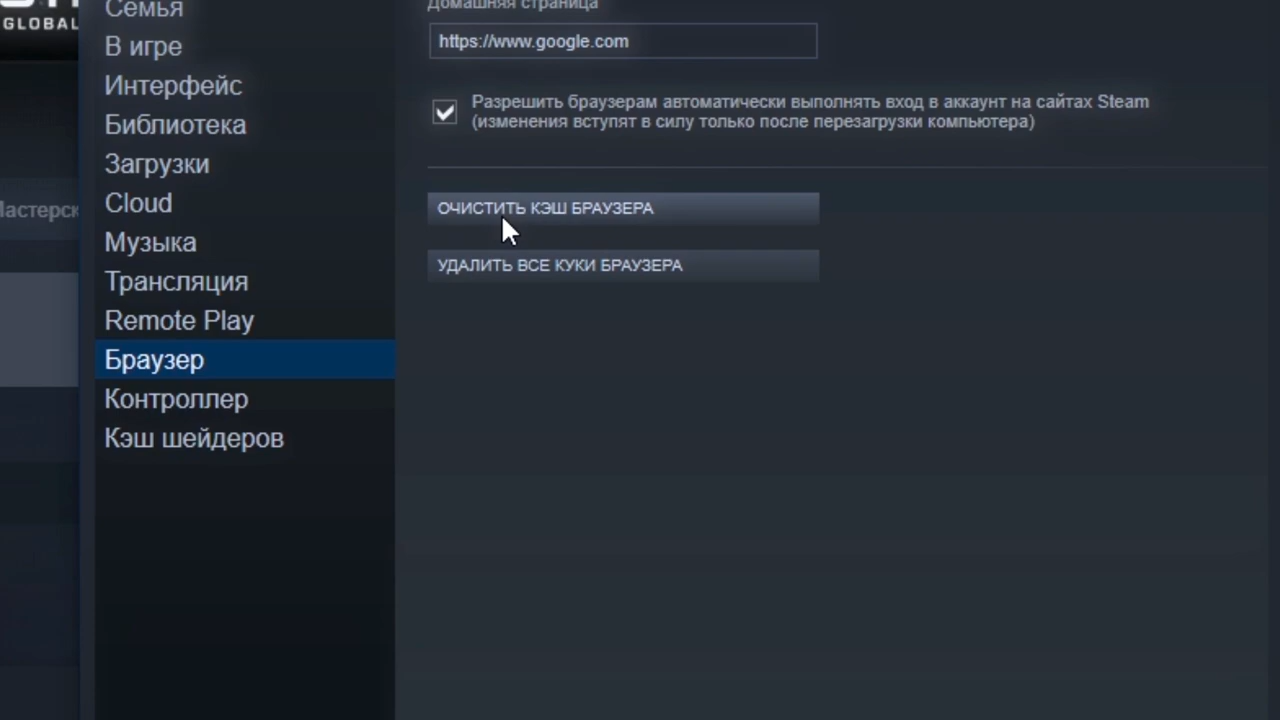 GLOBAL
Мастерск
Семья
В игре
Интерфейс
Библиотека
Загрузки
Cloud
Музыка
Трансляция
Remote Play
Браузер
Контроллер
Кэш шейдеров
Домашняя страница
https://www.google.com
Разрешить браузерам автоматически выполнять вход в аккаунт на сайтах Steam
(изменения вступят в силу только после перезагрузки компьютера)
ОЧИСТИТЬ КЭШ БРАУЗЕРА
УДАЛИТЬ ВСЕ КУКИ БРАУЗЕРА